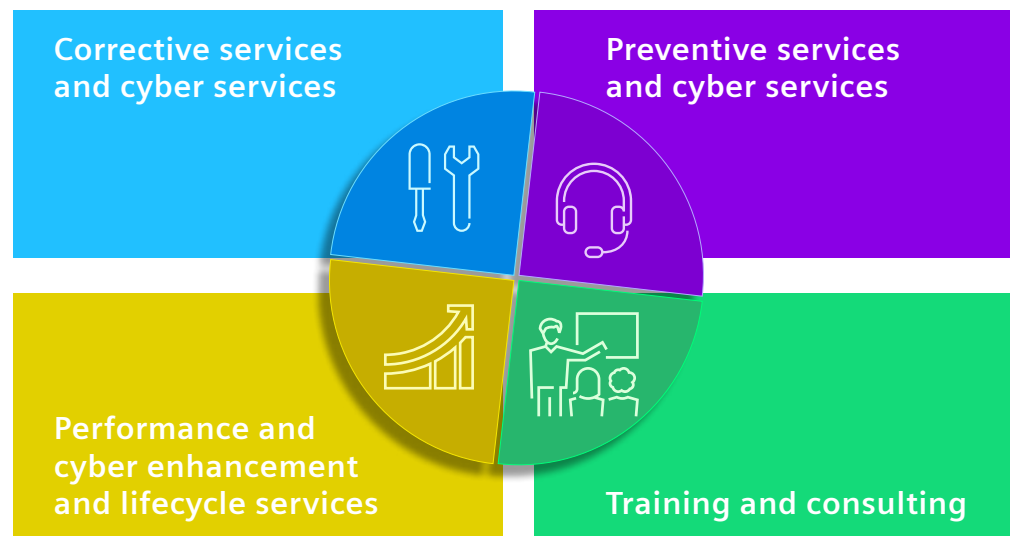 Corrective services
and cyber services
Preventive services
and cyber services
Performance and
cyber enhancement
and lifecycle services
Training and consulting